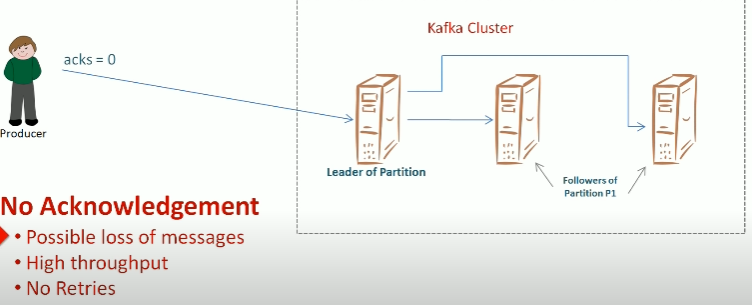 Kafka Cluster
acks = 0
Producer
Leader of Partition
Followers of
Partition P1
No Acknowledgement
• Possible loss of messages
• High throughput
• No Retries